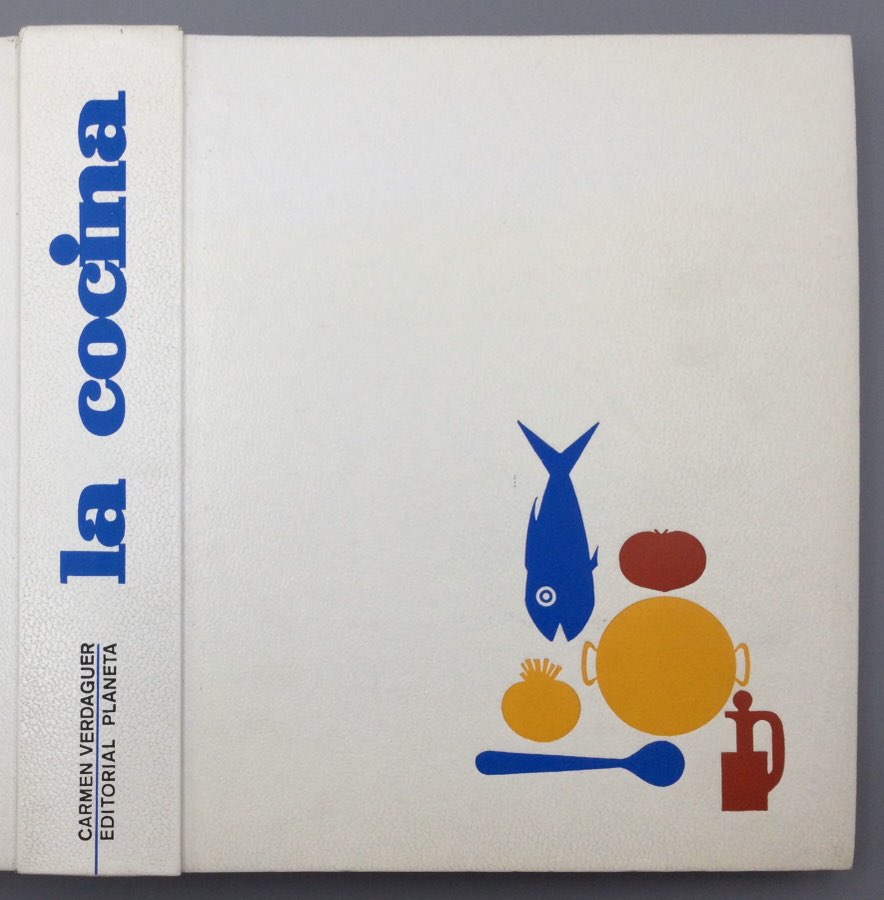 la cocina
CARMEN VERDAGUER
EDITORIAL PLANETA